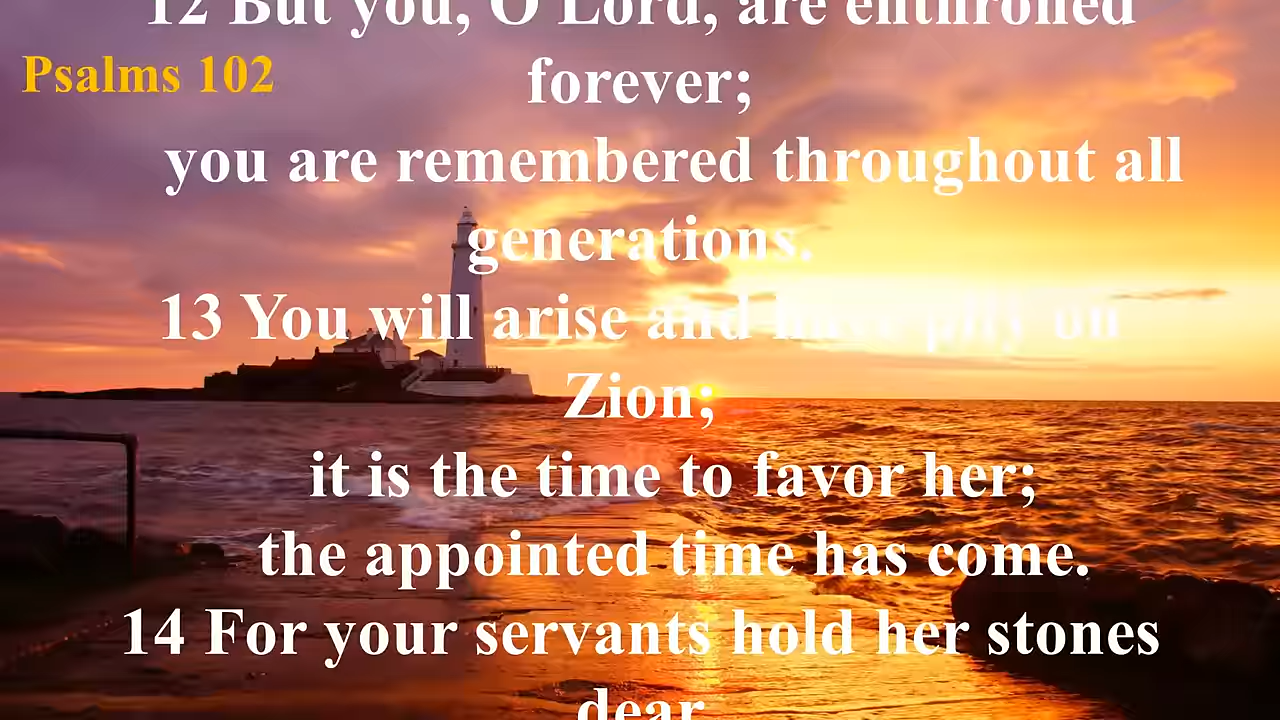 12 But you, O Lord, are enthroned
Psalms 102
forever;
you are remembered throughout all
generations.
13 You will arise and have pity on
Zion;
it is the time to favor her;
the appointed time has come.
14 For your servants hold her stones
dear